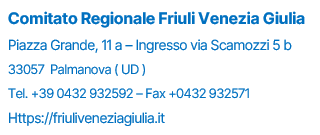 Comitato Regionale Friuli Venezia Giulia
Piazza Grande, 11 a – Ingresso via Scamozzi 5 b
33057 Palmanova ( UD )
Tel. +39 0432 932592 – Fax +0432 932571
Https://friuliveneziagiulia.it